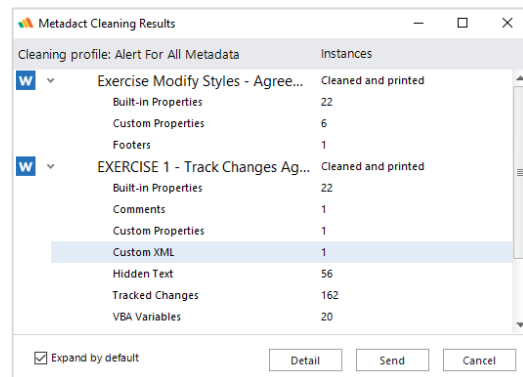 Metadact Cleaning Results
Cleaning profile: Alert For All Metadata Instances
W Exercise Modify Styles - Agree... Cleaned and printed
Built-in Properties 22
Custom Properties 6
Footers 1
W EXERCISE 1 - Track Changes Ag... Cleaned and printed
Built-in Properties 22
Comments 1
Custom Properties 1
Custom XML 1
Hidden Text 56
Tracked Changes 162
VBA Variables 20
Expand by default Detail Send Cancel